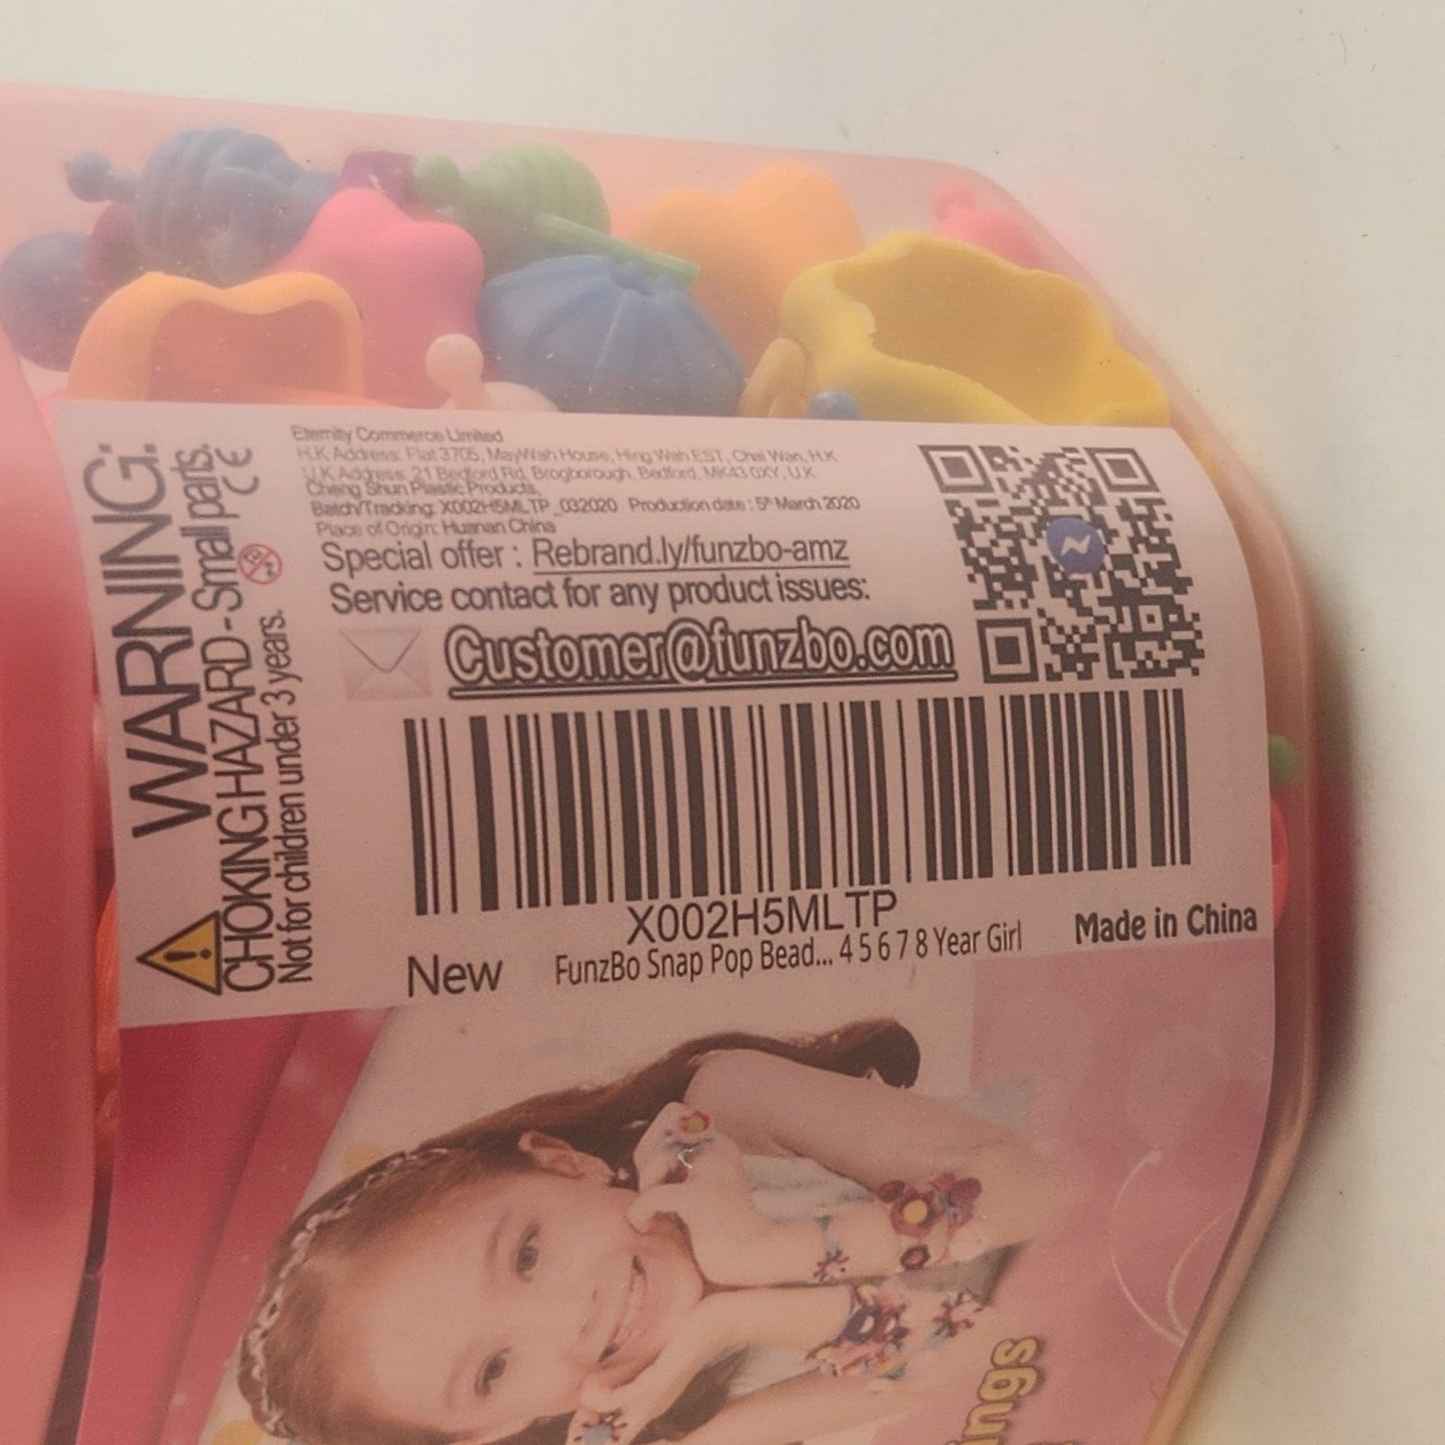 WARNING:
CHOKING HAZARD - Small parts.
Not for children under 3 years.
CE
Eternity Commerce Limited
H.K Address: Flat 3705, MayWah House, Hing Wah EST, Chai Wan, H.K
U.K Address: 21 Bedford Rd, Brogborough, Bedford, MK43 0XY, U.K
Cheng Shun Plastic Products,
Batch/Tracking: X002H5MLTP_032020 Production date : 5th March 2020
Place of Origin: Huanan China
Special offer : Rebrand.ly/funzbo-amz
Service contact for any product issues:
Customer@funzbo.com
X002H5MLTP
New FunzBo Snap Pop Bead... 4 5 6 7 8 Year Girl
Made in China
ings